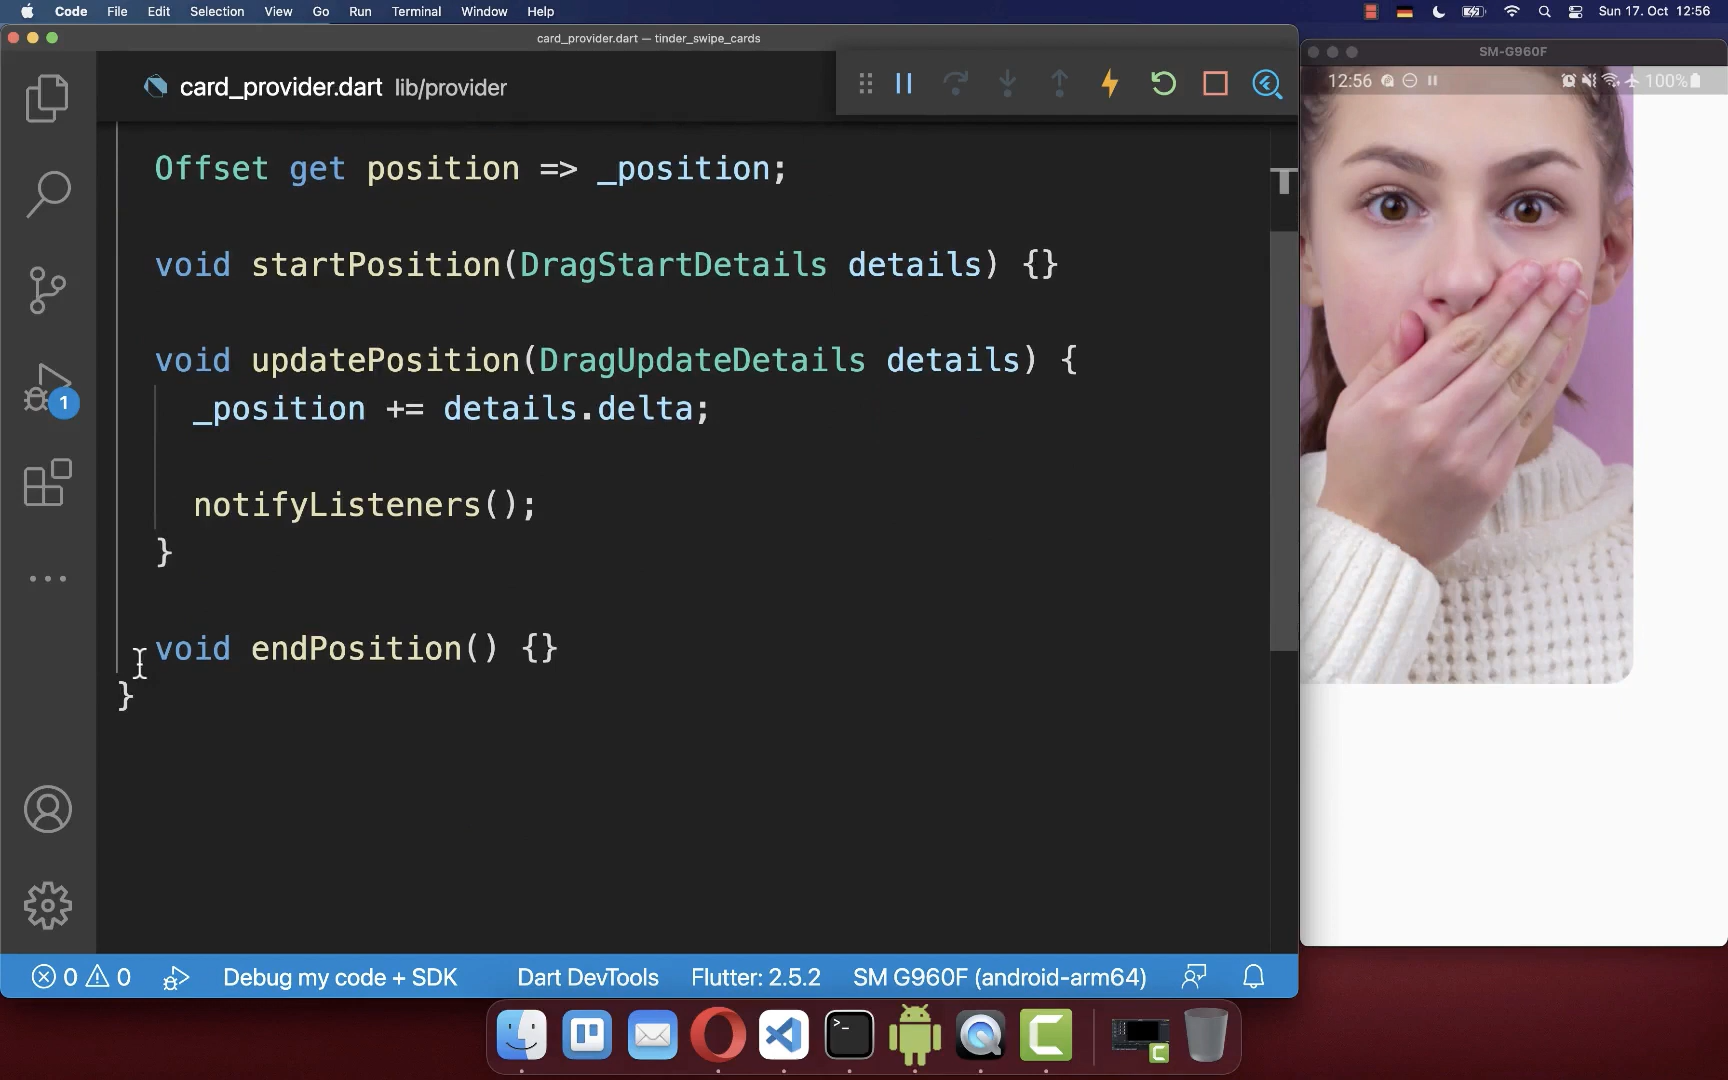 Code File Edit Selection View Go Run Terminal Window Help
Sun 17. Oct 12:56
card_provider.dart — tinder_swipe_cards
SM-G960F
card_provider.dart lib/provider
12:56
100%
Offset get position => _position;
void startPosition(DragStartDetails details) {}
void updatePosition(DragUpdateDetails details) {
_position += details.delta;
notifyListeners();
}
void endPosition() {}
}
1
0 0 Debug my code + SDK Dart DevTools Flutter: 2.5.2 SM G960F (android-arm64)